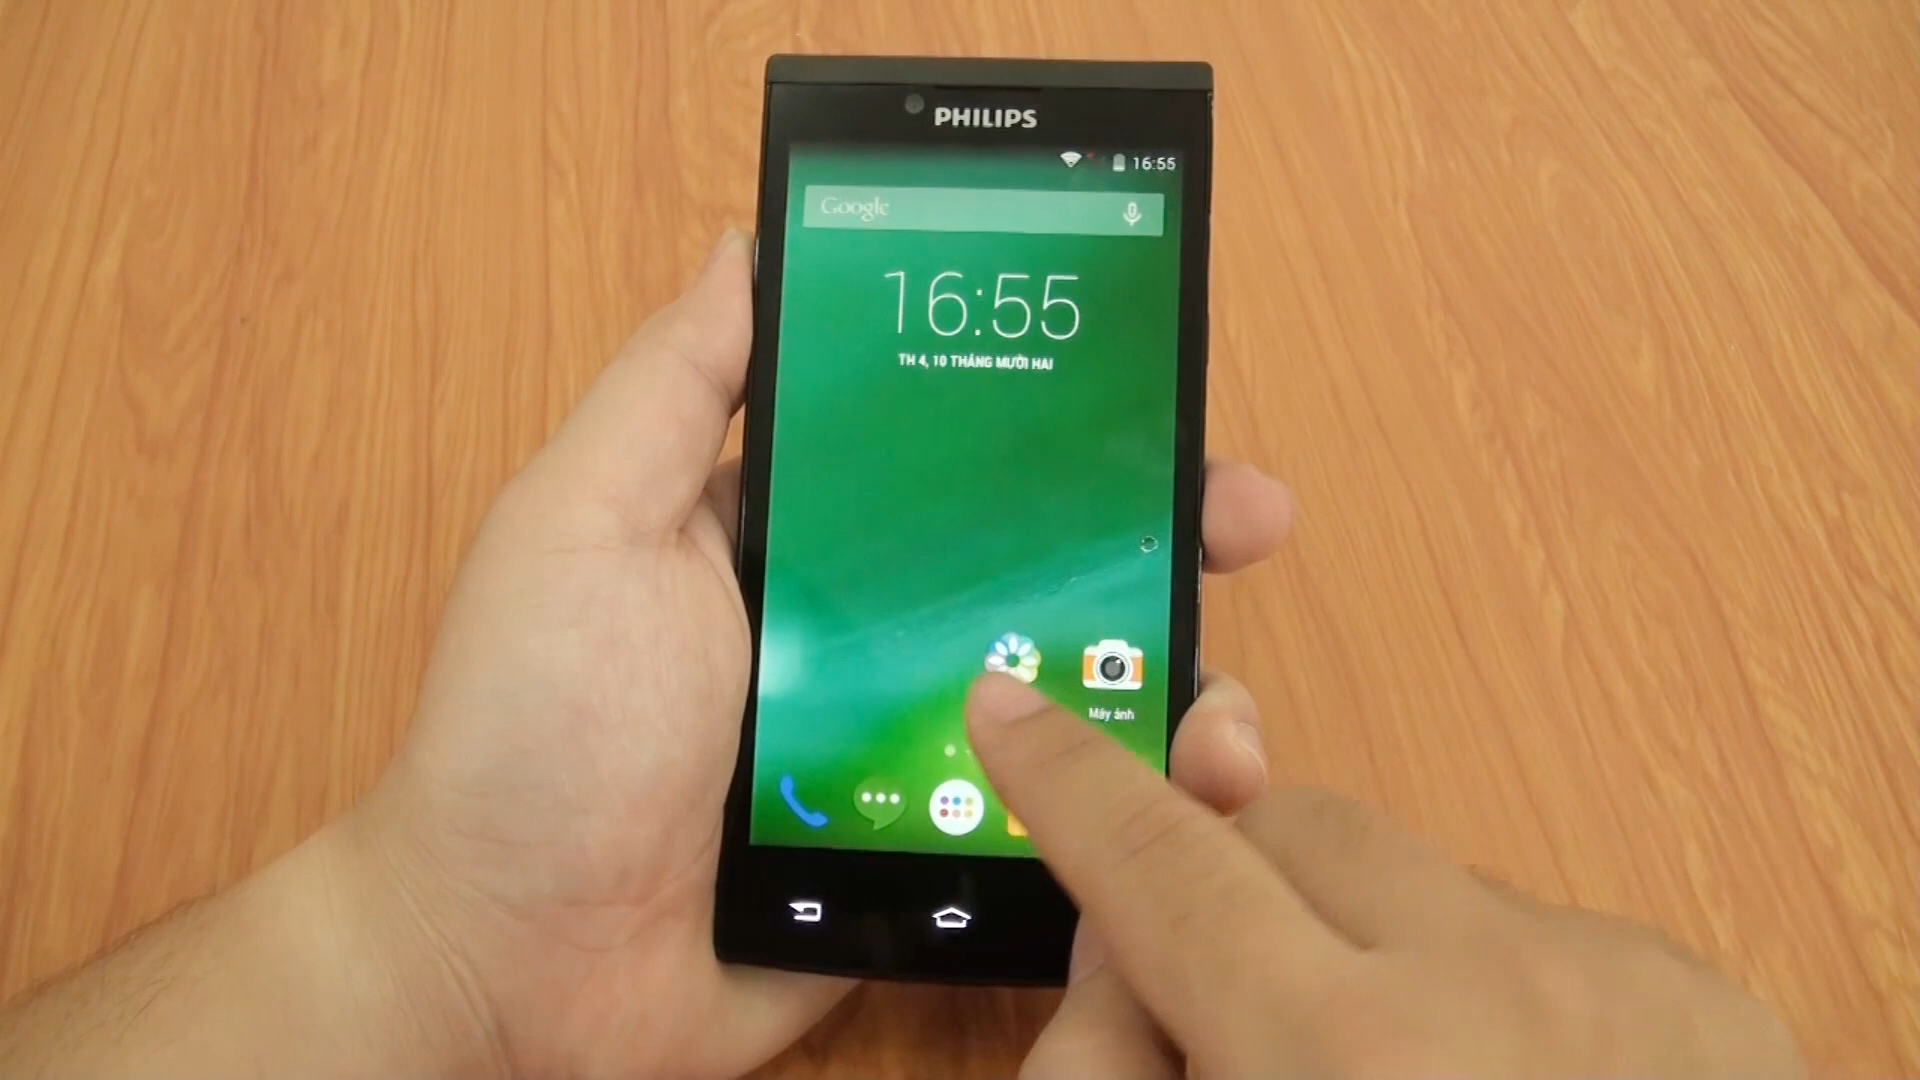 PHILIPS
16:55
Google
16:55
TH 4, 10 THÁNG MƯỜI HAI
Máy ảnh